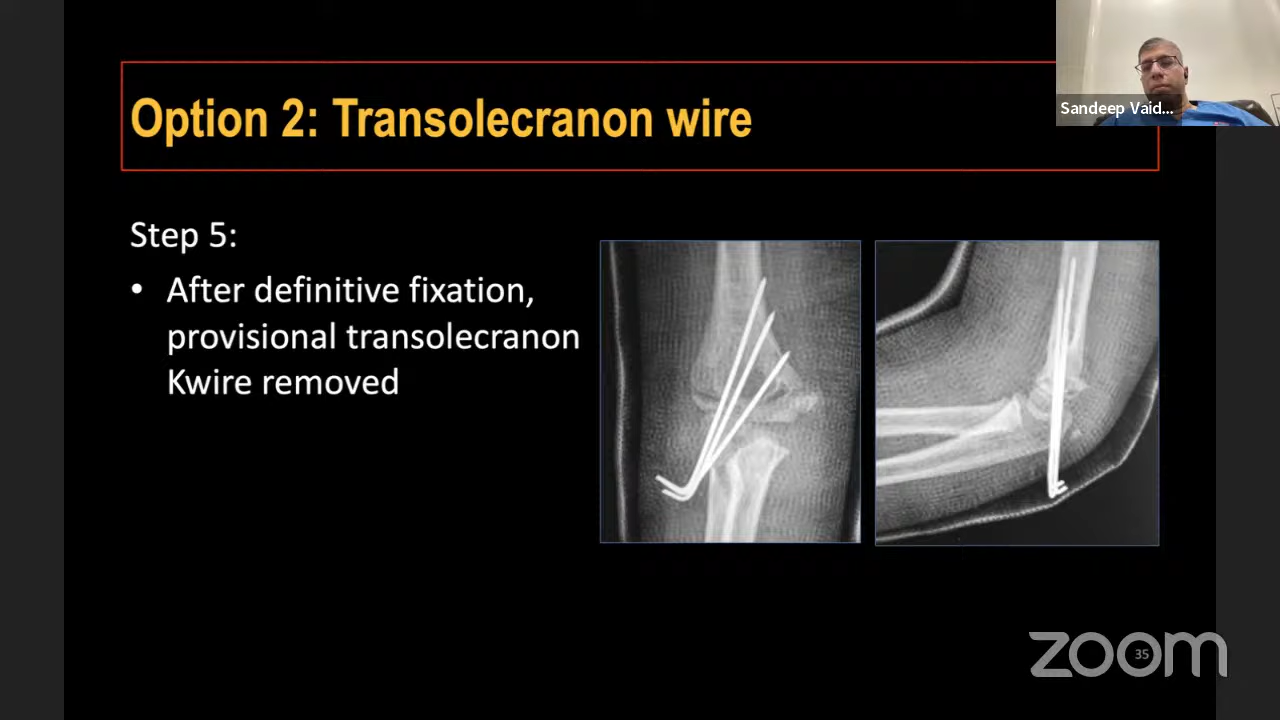 Option 2: Transolecranon wire
Sandeep Vaid...
Step 5:
• After definitive fixation,
provisional transolecranon
Kwire removed
35
zoom